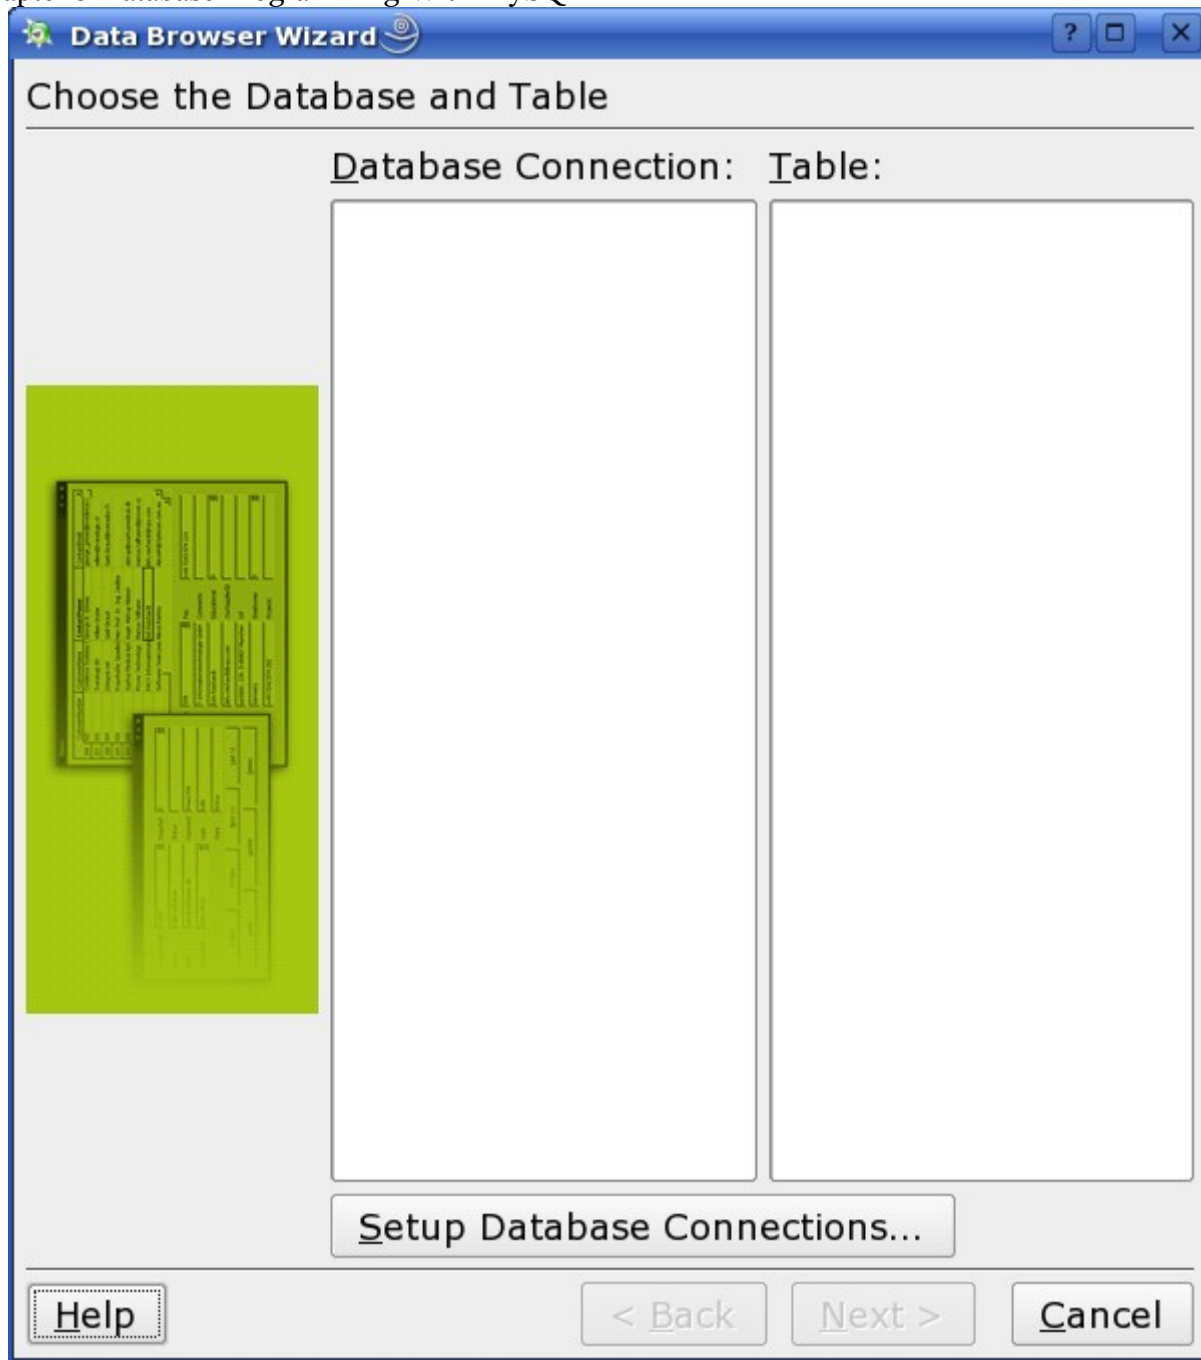 Data Browser Wizard
Choose the Database and Table
Database Connection: Table:
Setup Database Connections...
Help < Back Next > Cancel